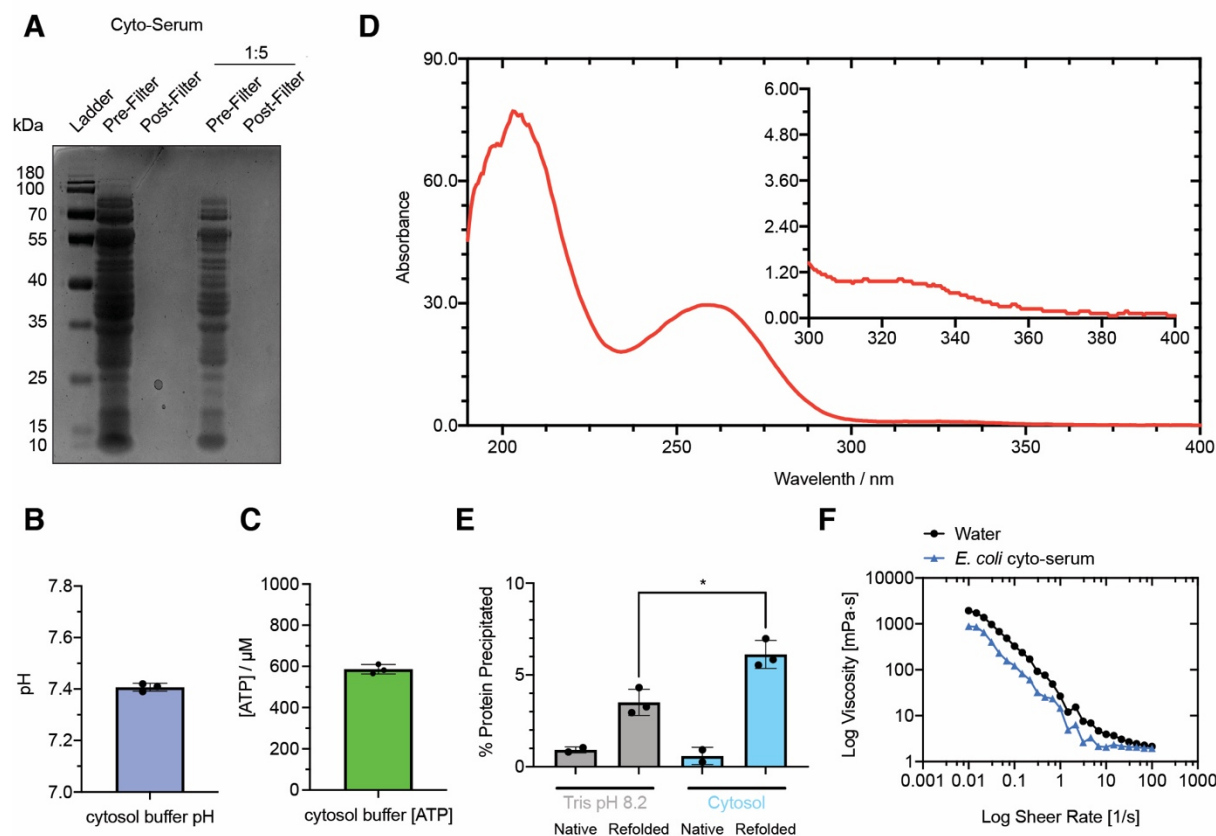 A
Cyto-Serum
1:5
Ladder
Pre-Filter
Post-Filter
Pre-Filter
Post-Filter
kDa
180
100
70
55
40
35
25
15
10
D
90.0
60.0
30.0
0.0
Absorbance
200
250
300
350
400
Wavelenth / nm
6.00
4.80
3.60
2.40
1.20
0.00
300
320
340
360
380
400
B
7.8
7.6
7.4
7.2
7.0
pH
cytosol buffer pH
C
1000
800
600
400
200
0
[ATP] / µM
cytosol buffer [ATP]
E
10
5
0
% Protein Precipitated
*
Tris pH 8.2
Cytosol
Native Refolded Native Refolded
F
Water
E. coli cyto-serum
10000
1000
100
10
1
Log Viscosity [mPa·s]
0.001
0.01
0.1
1
10
100
1000
Log Sheer Rate [1/s]